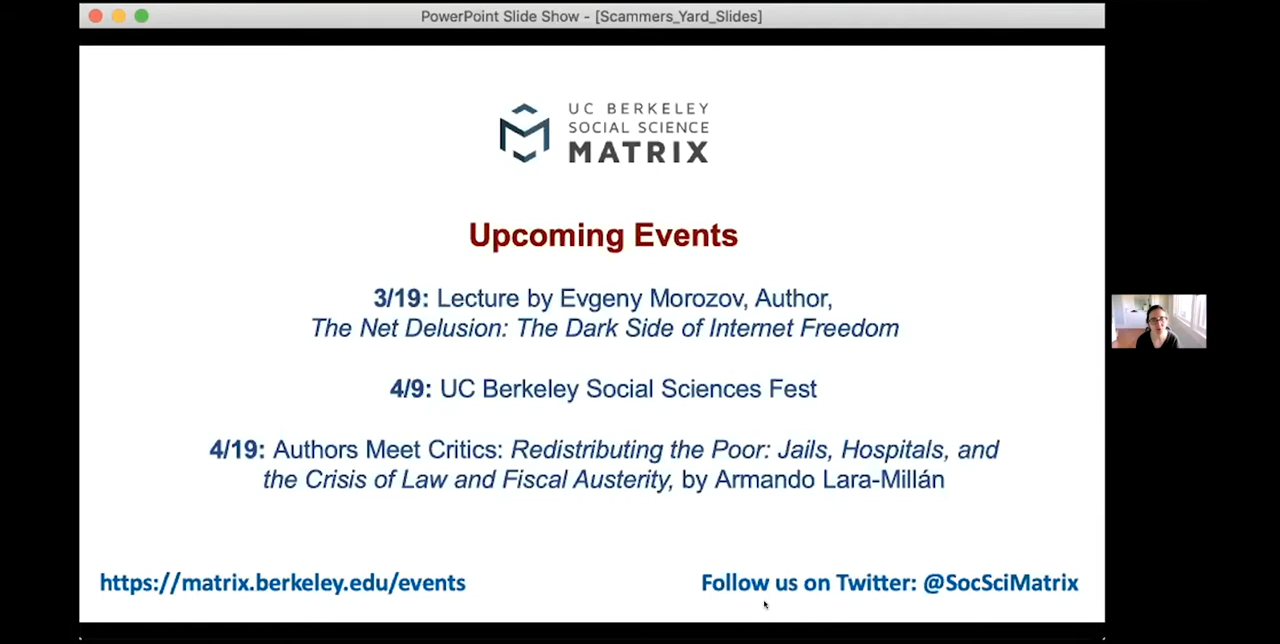 PowerPoint Slide Show - [Scammers_Yard_Slides]
UC BERKELEY
SOCIAL SCIENCE
MATRIX
Upcoming Events
3/19: Lecture by Evgeny Morozov, Author,
The Net Delusion: The Dark Side of Internet Freedom
4/9: UC Berkeley Social Sciences Fest
4/19: Authors Meet Critics: Redistributing the Poor: Jails, Hospitals, and
the Crisis of Law and Fiscal Austerity, by Armando Lara-Millán
https://matrix.berkeley.edu/events
Follow us on Twitter: @SocSciMatrix